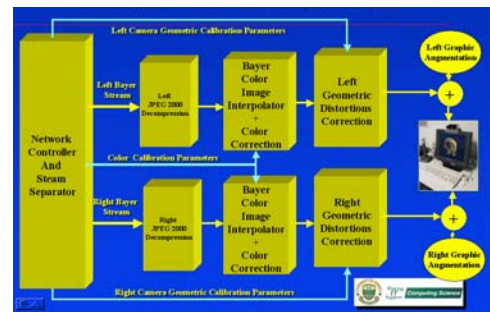 Left Camera Geometric Calibration Parameters
Left Graphic
Augmentation
Left Bayer
Stream
Left
JPEG 2000
Decompression
Bayer
Color
Image
Interpolator
+
Color
Correction
Left
Geometric
Distortions
Correction
+
Network
Controller
And
Steam
Separator
Color Calibration Parameters
Right Bayer
Stream
Right
JPEG 2000
Decompression
Bayer
Color
Image
Interpolator
+
Color
Correction
Right
Geometric
Distortions
Correction
+
Right Graphic
Augmentation
Right Camera Geometric Calibration Parameters
Computing Science